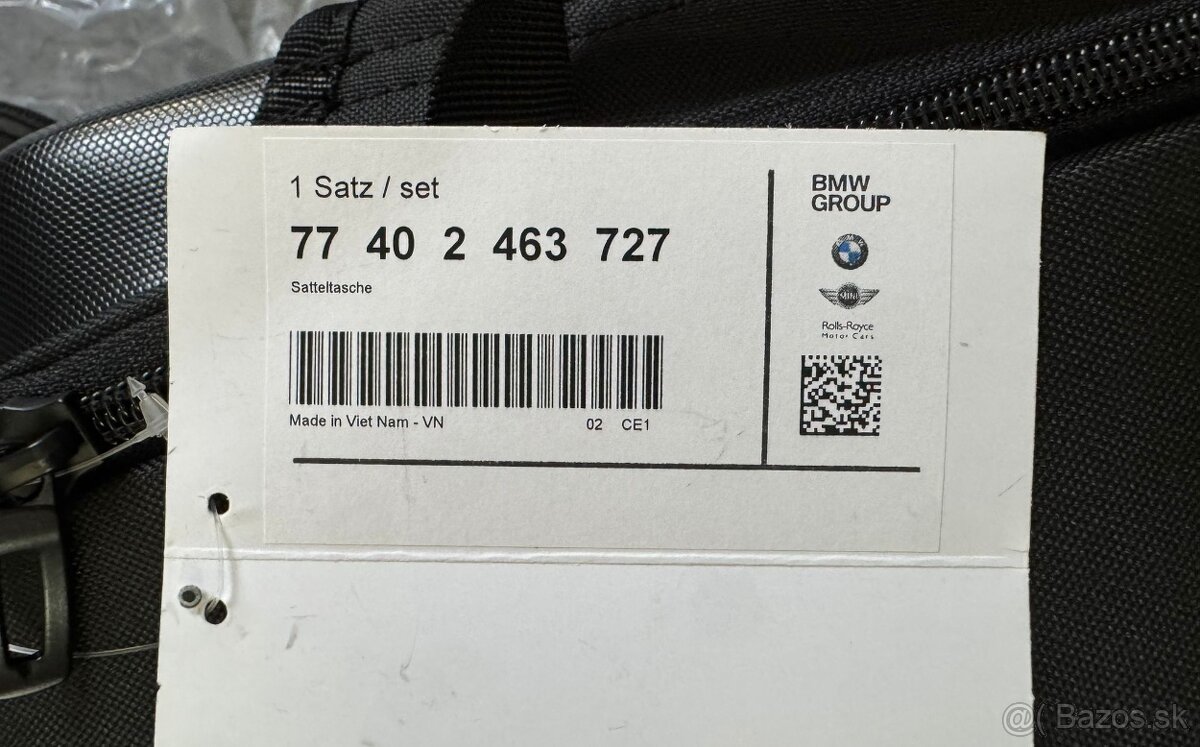 1 Satz / set
77 40 2 463 727
Satteltasche
Made in Viet Nam - VN 02 CE1
BMW
GROUP
MINI
Rolls-Royce
Motor Cars
@( Bazos.sk